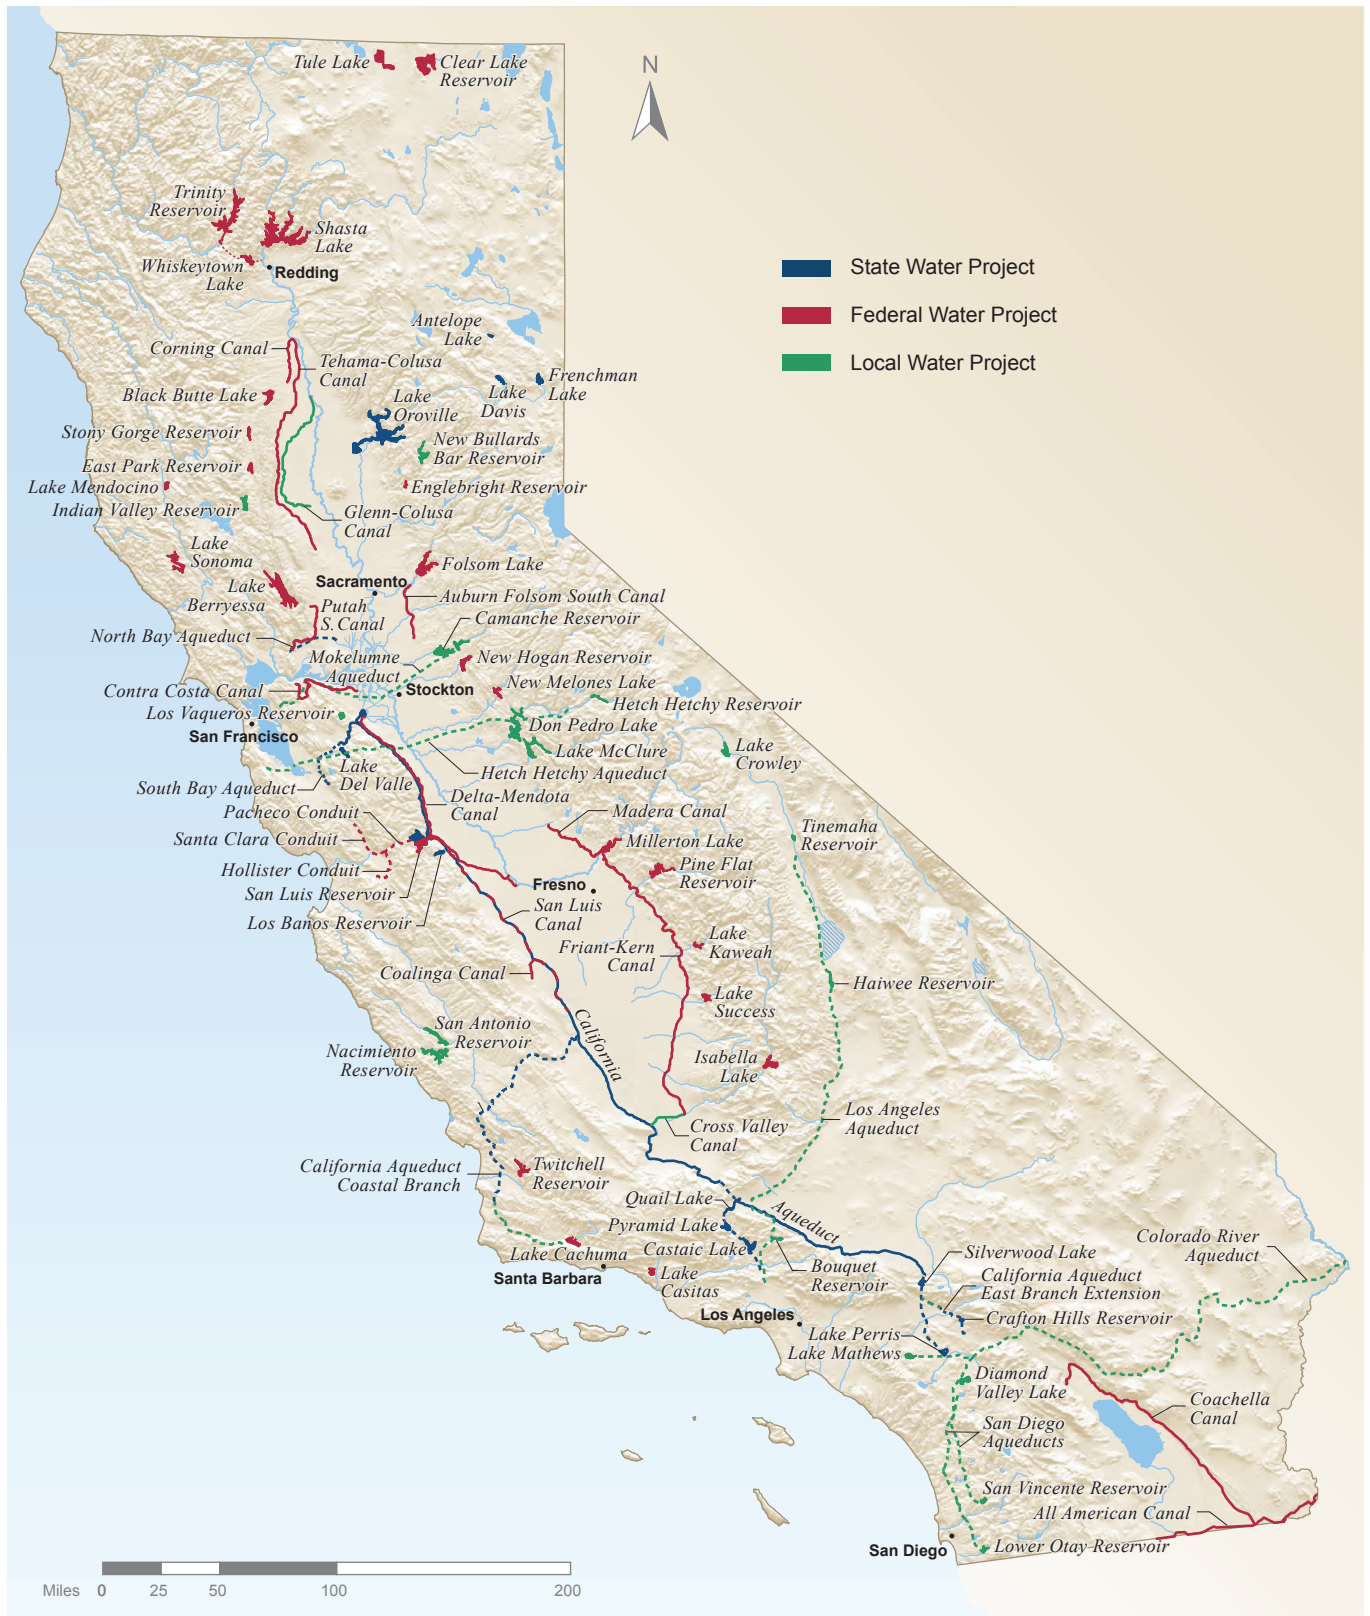 Tule Lake
Clear Lake
Reservoir
N
Trinity
Reservoir
Shasta
Lake
Whiskeytown
Lake
Redding
State Water Project
Federal Water Project
Local Water Project
Antelope
Lake
Corning Canal
Tehama-Colusa
Canal
Frenchman
Lake
Lake
Davis
Black Butte Lake
Lake
Oroville
Stony Gorge Reservoir
New Bullards
Bar Reservoir
East Park Reservoir
Lake Mendocino
Englebright Reservoir
Indian Valley Reservoir
Glenn-Colusa
Canal
Lake
Sonoma
Folsom Lake
Lake
Berryessa
Sacramento
Auburn Folsom South Canal
Putah
S. Canal
Camanche Reservoir
North Bay Aqueduct
Mokelumne
Aqueduct
New Hogan Reservoir
New Melones Lake
Contra Costa Canal
Stockton
Hetch Hetchy Reservoir
Los Vaqueros Reservoir
Don Pedro Lake
San Francisco
Lake McClure
Lake
Crowley
Lake
Del Valle
Hetch Hetchy Aqueduct
South Bay Aqueduct
Delta-Mendota
Canal
Pacheco Conduit
Madera Canal
Santa Clara Conduit
Millerton Lake
Tinemaha
Reservoir
Hollister Conduit
Pine Flat
Reservoir
San Luis Reservoir
Fresno
Los Banos Reservoir
San Luis
Canal
Lake
Kaweah
Friant-Kern
Canal
Coalinga Canal
Haiwee Reservoir
Lake
Success
California
San Antonio
Reservoir
Nacimiento
Reservoir
Isabella
Lake
Los Angeles
Aqueduct
Cross Valley
Canal
California Aqueduct
Coastal Branch
Twitchell
Reservoir
Quail Lake
Aqueduct
Pyramid Lake
Castaic Lake
Lake Cachuma
Santa Barbara
Lake
Casitas
Bouquet
Reservoir
Silverwood Lake
Colorado River
Aqueduct
California Aqueduct
East Branch Extension
Los Angeles
Crafton Hills Reservoir
Lake Perris
Lake Mathews
Diamond
Valley Lake
Coachella
Canal
San Diego
Aqueducts
San Vincente Reservoir
All American Canal
San Diego
Lower Otay Reservoir
Miles 0 25 50 100 200